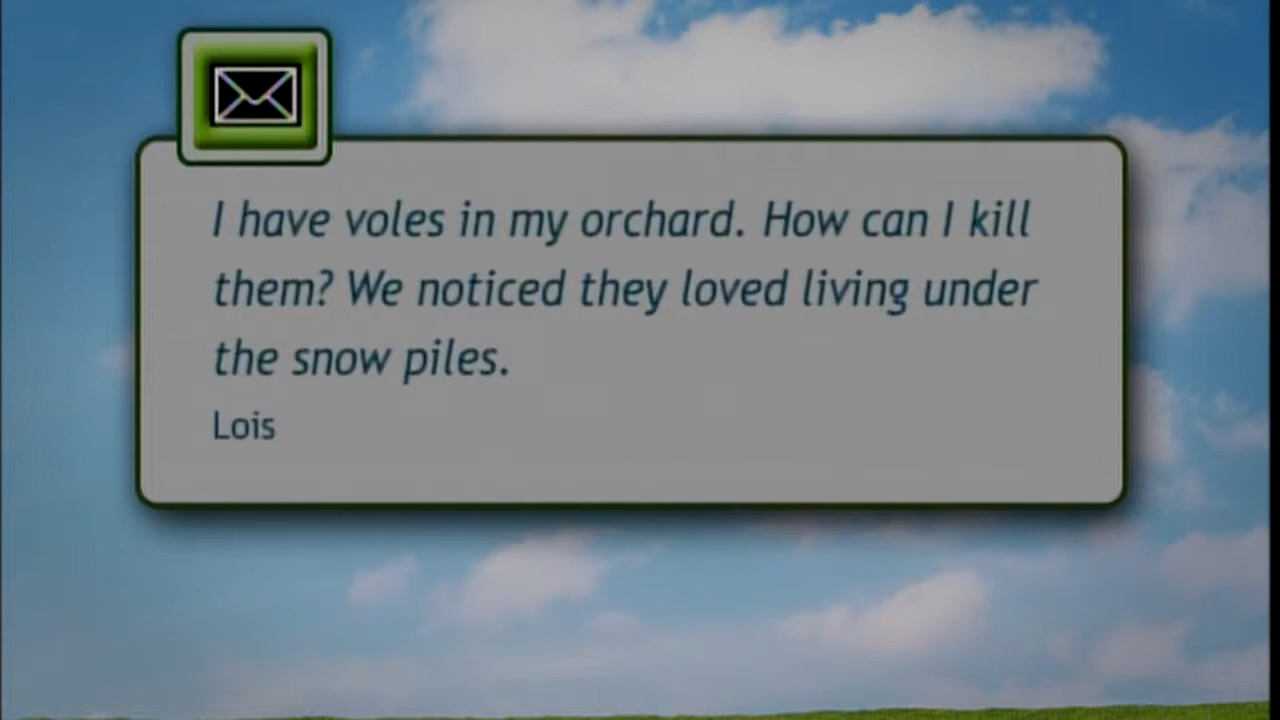 I have voles in my orchard. How can I kill
them? We noticed they loved living under
the snow piles.
Lois